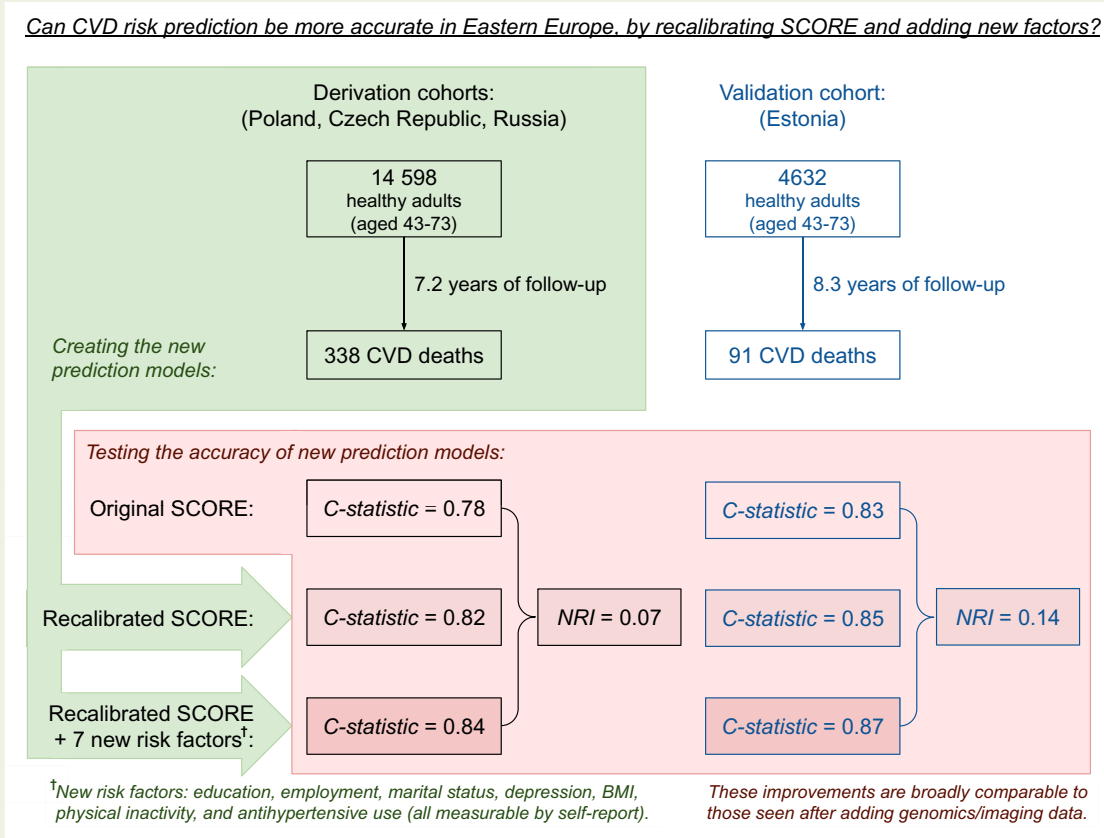 Can CVD risk prediction be more accurate in Eastern Europe, by recalibrating SCORE and adding new factors?
Derivation cohorts:
(Poland, Czech Republic, Russia)
14 598
healthy adults
(aged 43-73)
7.2 years of follow-up
338 CVD deaths
Creating the new
prediction models:
Validation cohort:
(Estonia)
4632
healthy adults
(aged 43-73)
8.3 years of follow-up
91 CVD deaths
Testing the accuracy of new prediction models:
Original SCORE:
C-statistic = 0.78
C-statistic = 0.83
Recalibrated SCORE:
C-statistic = 0.82
NRI = 0.07
C-statistic = 0.85
NRI = 0.14
Recalibrated SCORE
+ 7 new risk factors†:
C-statistic = 0.84
C-statistic = 0.87
†New risk factors: education, employment, marital status, depression, BMI,
physical inactivity, and antihypertensive use (all measurable by self-report).
These improvements are broadly comparable to
those seen after adding genomics/imaging data.